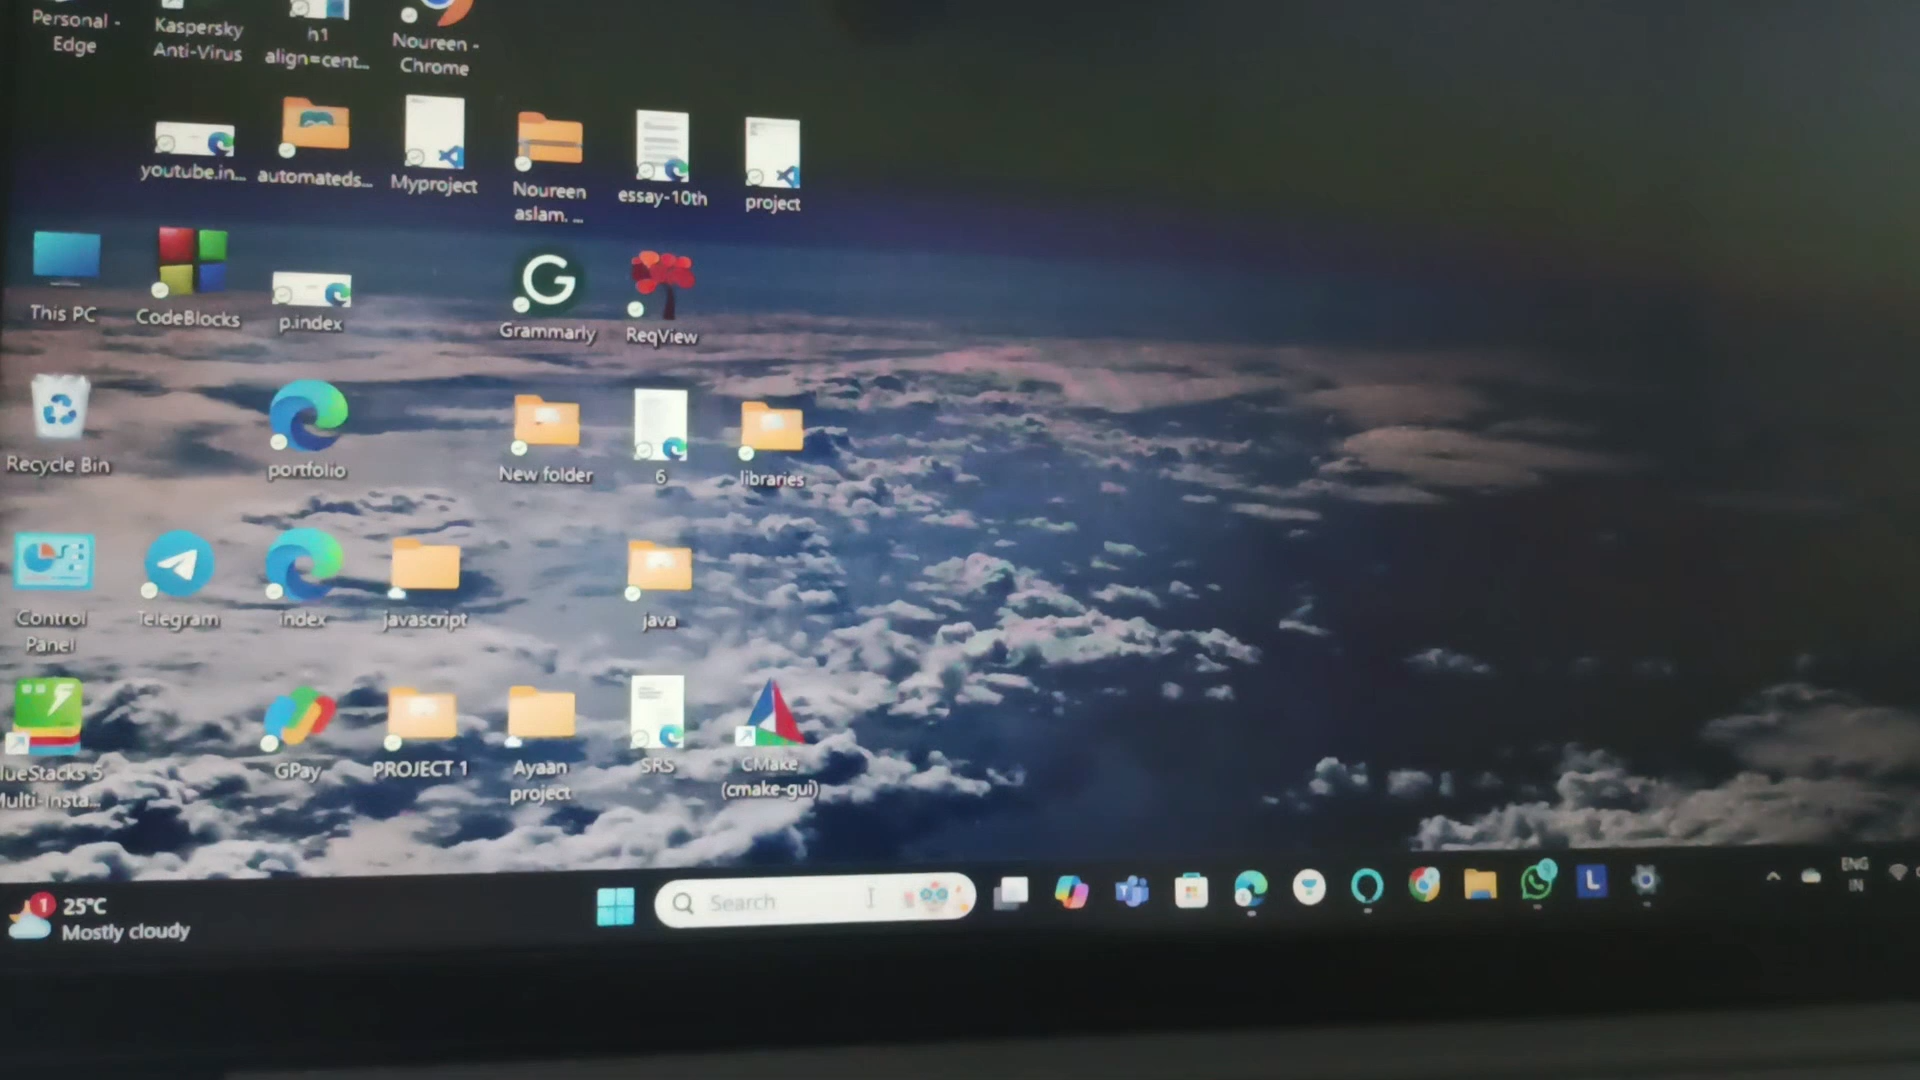 Personal -
Edge
Kaspersky
Anti-Virus
h1
align=cent...
Noureen -
Chrome
youtube.in...
automateds...
Myproject
Noureen
aslam. ...
essay-10th
project
This PC
CodeBlocks
p.index
Grammarly
ReqView
Recycle Bin
portfolio
New folder
6
libraries
Control
Panel
Telegram
index
javascript
java
lueStacks 5
Multi-Insta...
GPay
PROJECT 1
Ayaan
project
SRS
CMake
(cmake-gui)
1
25°C
Mostly cloudy
Search
L
ENG
IN